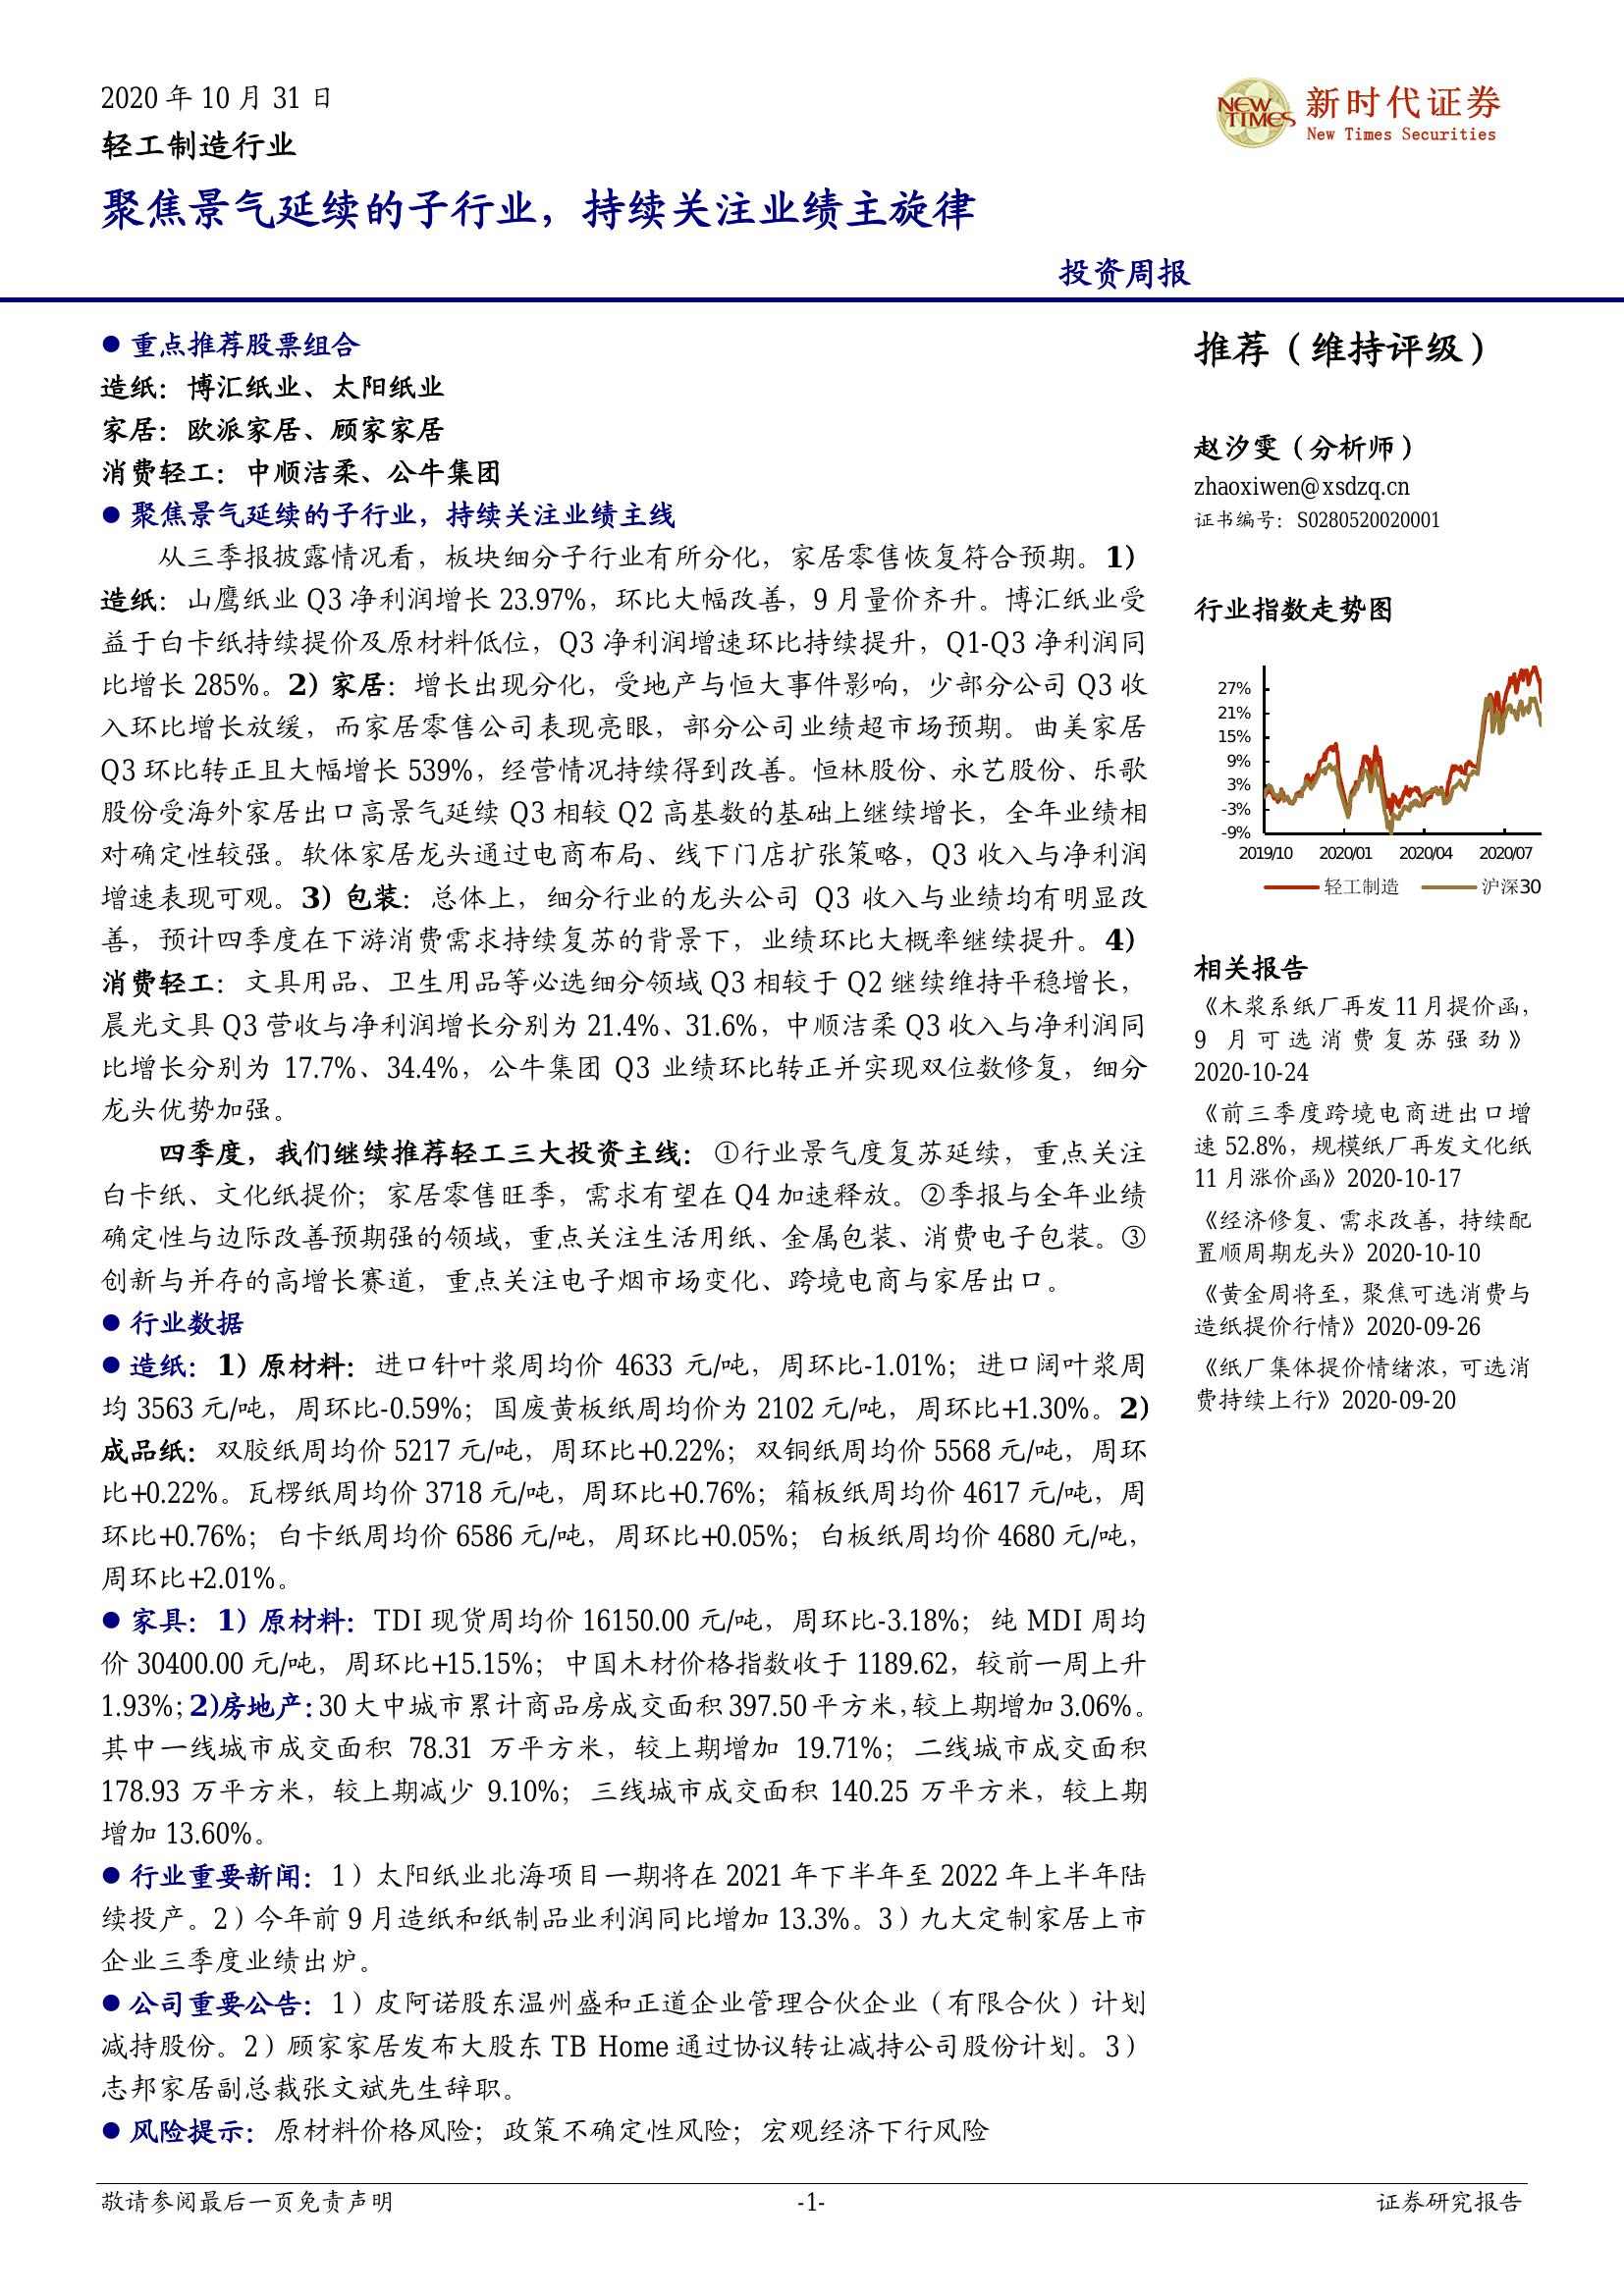 2020 年 10 月 31 日
NEW TIMES
新时代证券
New Times Securities
轻工制造行业
聚焦景气延续的子行业，持续关注业绩主旋律
投资周报
●重点推荐股票组合
造纸：博汇纸业、太阳纸业
家居：欧派家居、顾家家居
消费轻工：中顺洁柔、公牛集团
●聚焦景气延续的子行业，持续关注业绩主线
从三季报披露情况看，板块细分子行业有所分化，家居零售恢复符合预期。1）
造纸：山鹰纸业 Q3 净利润增长 23.97%，环比大幅改善，9 月量价齐升。博汇纸业受
益于白卡纸持续提价及原材料低位，Q3 净利润增速环比持续提升，Q1-Q3 净利润同
比增长 285%。2）家居：增长出现分化，受地产与恒大事件影响，少部分公司 Q3 收
入环比增长放缓，而家居零售公司表现亮眼，部分公司业绩超市场预期。曲美家居
Q3 环比转正且大幅增长 539%，经营情况持续得到改善。恒林股份、永艺股份、乐歌
股份受海外家居出口高景气延续 Q3 相较 Q2 高基数的基础上继续增长，全年业绩相
对确定性较强。软体家居龙头通过电商布局、线下门店扩张策略，Q3 收入与净利润
增速表现可观。3）包装：总体上，细分行业的龙头公司 Q3 收入与业绩均有明显改
善，预计四季度在下游消费需求持续复苏的背景下，业绩环比大概率继续提升。4）
消费轻工：文具用品、卫生用品等必选细分领域 Q3 相较于 Q2 继续维持平稳增长，
晨光文具 Q3 营收与净利润增长分别为 21.4%、31.6%，中顺洁柔 Q3 收入与净利润同
比增长分别为 17.7%、34.4%，公牛集团 Q3 业绩环比转正并实现双位数修复，细分
龙头优势加强。
四季度，我们继续推荐轻工三大投资主线：①行业景气度复苏延续，重点关注
白卡纸、文化纸提价；家居零售旺季，需求有望在 Q4 加速释放。②季报与全年业绩
确定性与边际改善预期强的领域，重点关注生活用纸、金属包装、消费电子包装。③
创新与并存的高增长赛道，重点关注电子烟市场变化、跨境电商与家居出口。
●行业数据
●造纸：1）原材料：进口针叶浆周均价 4633 元/吨，周环比-1.01%；进口阔叶浆周
均 3563 元/吨，周环比-0.59%；国废黄板纸周均价为 2102 元/吨，周环比+1.30%。2）
成品纸：双胶纸周均价 5217 元/吨，周环比+0.22%；双铜纸周均价 5568 元/吨，周环
比+0.22%。瓦楞纸周均价 3718 元/吨，周环比+0.76%；箱板纸周均价 4617 元/吨，周
环比+0.76%；白卡纸周均价 6586 元/吨，周环比+0.05%；白板纸周均价 4680 元/吨，
周环比+2.01%。
●家具：1）原材料：TDI 现货周均价 16150.00 元/吨，周环比-3.18%；纯 MDI 周均
价 30400.00 元/吨，周环比+15.15%；中国木材价格指数收于 1189.62，较前一周上升
1.93%；2)房地产：30 大中城市累计商品房成交面积 397.50 平方米，较上期增加 3.06%。
其中一线城市成交面积 78.31 万平方米，较上期增加 19.71%；二线城市成交面积
178.93 万平方米，较上期减少 9.10%；三线城市成交面积 140.25 万平方米，较上期
增加 13.60%。
●行业重要新闻：1）太阳纸业北海项目一期将在 2021 年下半年至 2022 年上半年陆
续投产。2）今年前 9 月造纸和纸制品业利润同比增加 13.3%。3）九大定制家居上市
企业三季度业绩出炉。
●公司重要公告：1）皮阿诺股东温州盛和正道企业管理合伙企业（有限合伙）计划
减持股份。2）顾家家居发布大股东 TB Home 通过协议转让减持公司股份计划。3）
志邦家居副总裁张文斌先生辞职。
●风险提示：原材料价格风险；政策不确定性风险；宏观经济下行风险
推荐（维持评级）
赵汐雯（分析师）
zhaoxiwen@xsdzq.cn
证书编号：S0280520020001
行业指数走势图
27%
21%
15%
9%
3%
-3%
-9%
2019/10 2020/01 2020/04 2020/07
轻工制造 沪深30
相关报告
《木浆系纸厂再发 11 月提价函，
9 月可选消费复苏强劲》
2020-10-24
《前三季度跨境电商进出口增
速 52.8%，规模纸厂再发文化纸
11 月涨价函》2020-10-17
《经济修复、需求改善，持续配
置顺周期龙头》2020-10-10
《黄金周将至，聚焦可选消费与
造纸提价行情》2020-09-26
《纸厂集体提价情绪浓，可选消
费持续上行》2020-09-20
敬请参阅最后一页免责声明
-1-
证券研究报告